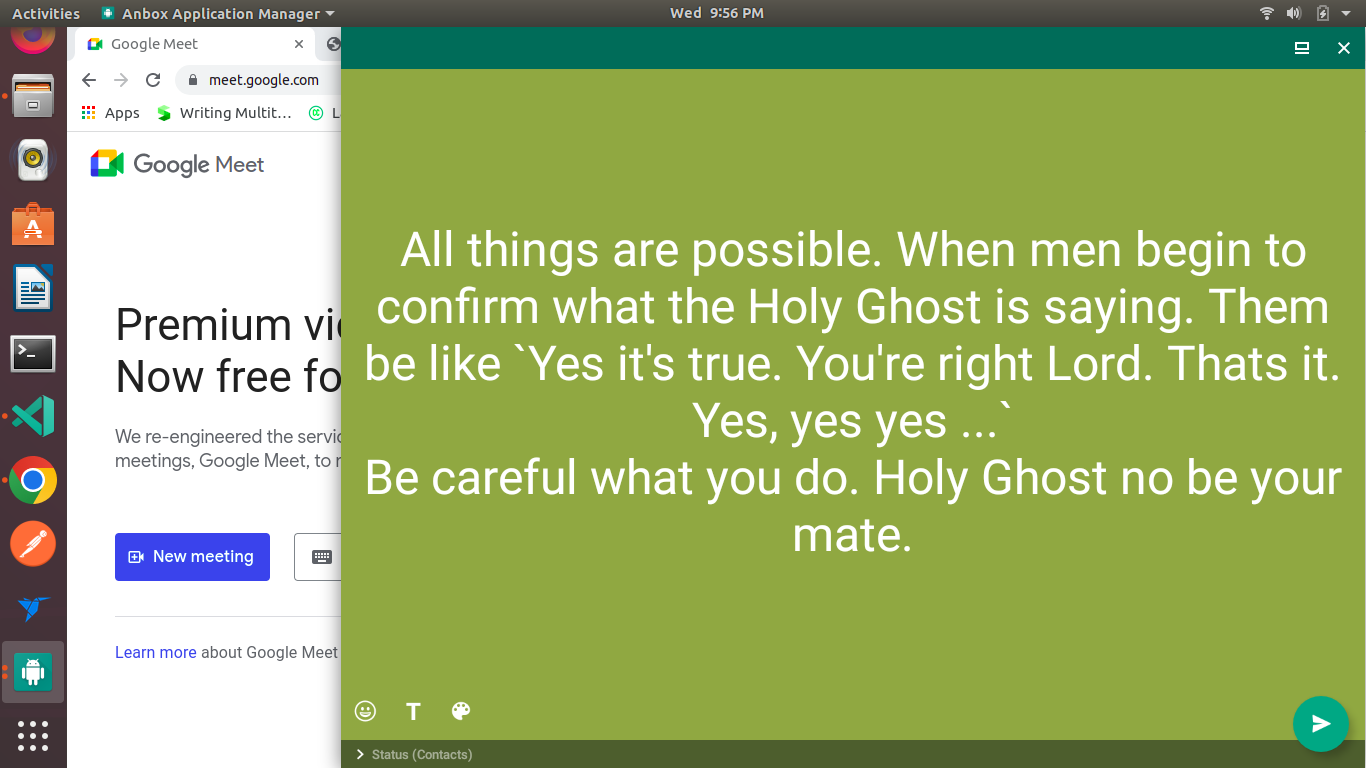 Activities
Anbox Application Manager
Wed 9:56 PM
Google Meet
meet.google.com
Apps
Writing Multit…
Google Meet
Premium vi
Now free fo
We re-engineered the servic
meetings, Google Meet, to
New meeting
Learn more about Google Meet
All things are possible. When men begin to
confirm what the Holy Ghost is saying. Them
be like `Yes it's true. You're right Lord. Thats it.
Yes, yes yes ...`
Be careful what you do. Holy Ghost no be your
mate.
T
Status (Contacts)